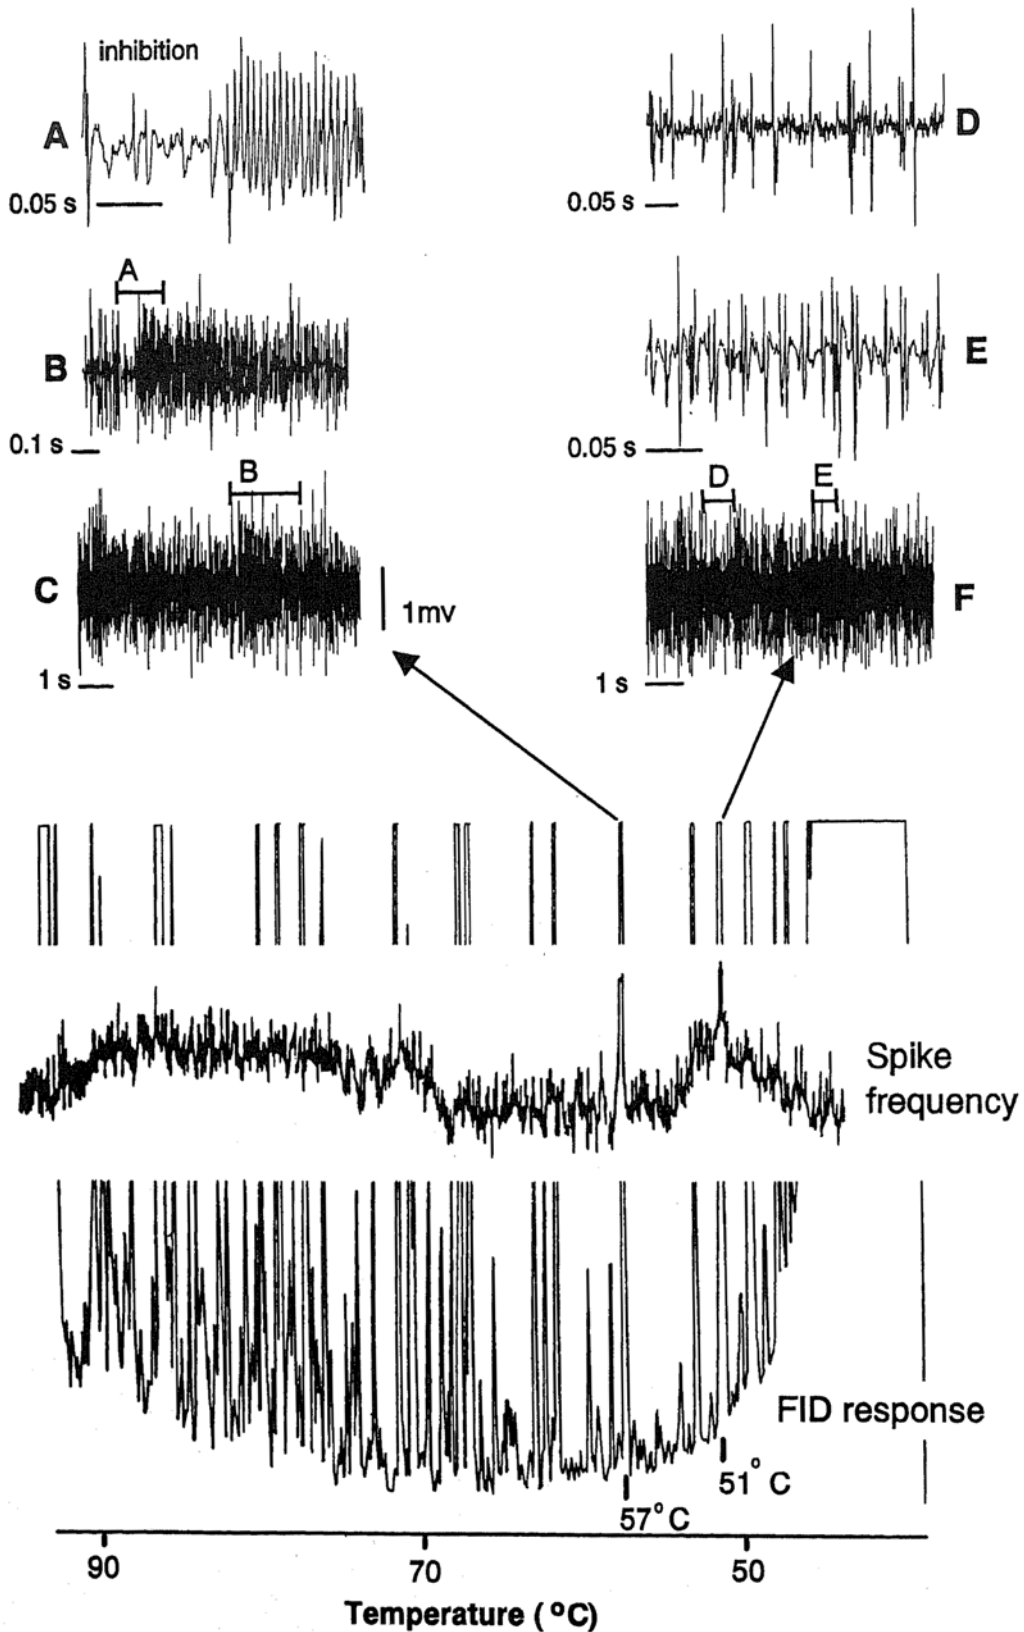 inhibition
A
0.05 s
D
0.05 s
A
B
0.1 s
E
0.05 s
B
C
1 s
1mv
D
E
F
1 s
Spike
frequency
FID response
51° C
57° C
90
70
50
Temperature (°C)